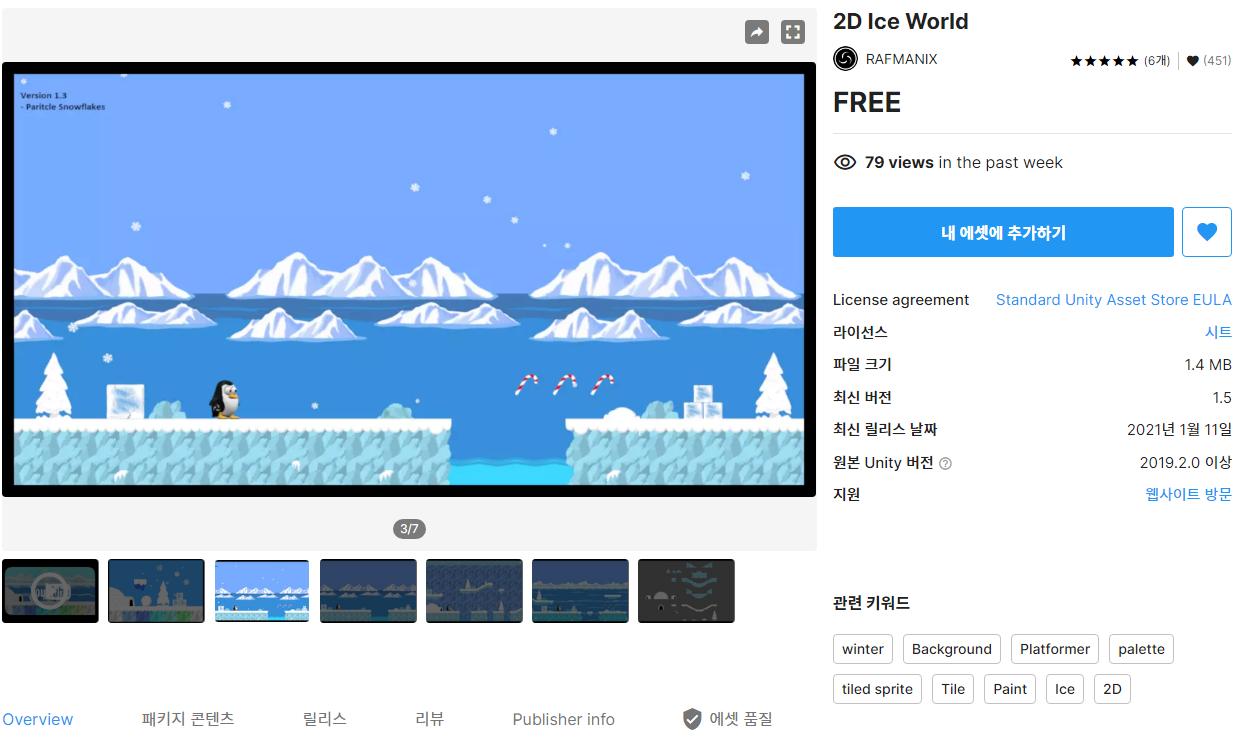 2D Ice World
RAFMANIX
★★★★★ (6개) (451)
FREE
79 views in the past week
내 에셋에 추가하기
License agreement Standard Unity Asset Store EULA
라이선스 시트
파일 크기 1.4 MB
최신 버전 1.5
최신 릴리스 날짜 2021년 1월 11일
원본 Unity 버전 2019.2.0 이상
지원 웹사이트 방문
관련 키워드
winter Background Platformer palette
tiled sprite Tile Paint Ice 2D
Version 1.3
- Paritcle Snowflakes
3/7
Overview 패키지 콘텐츠 릴리스 리뷰 Publisher info 에셋 품질